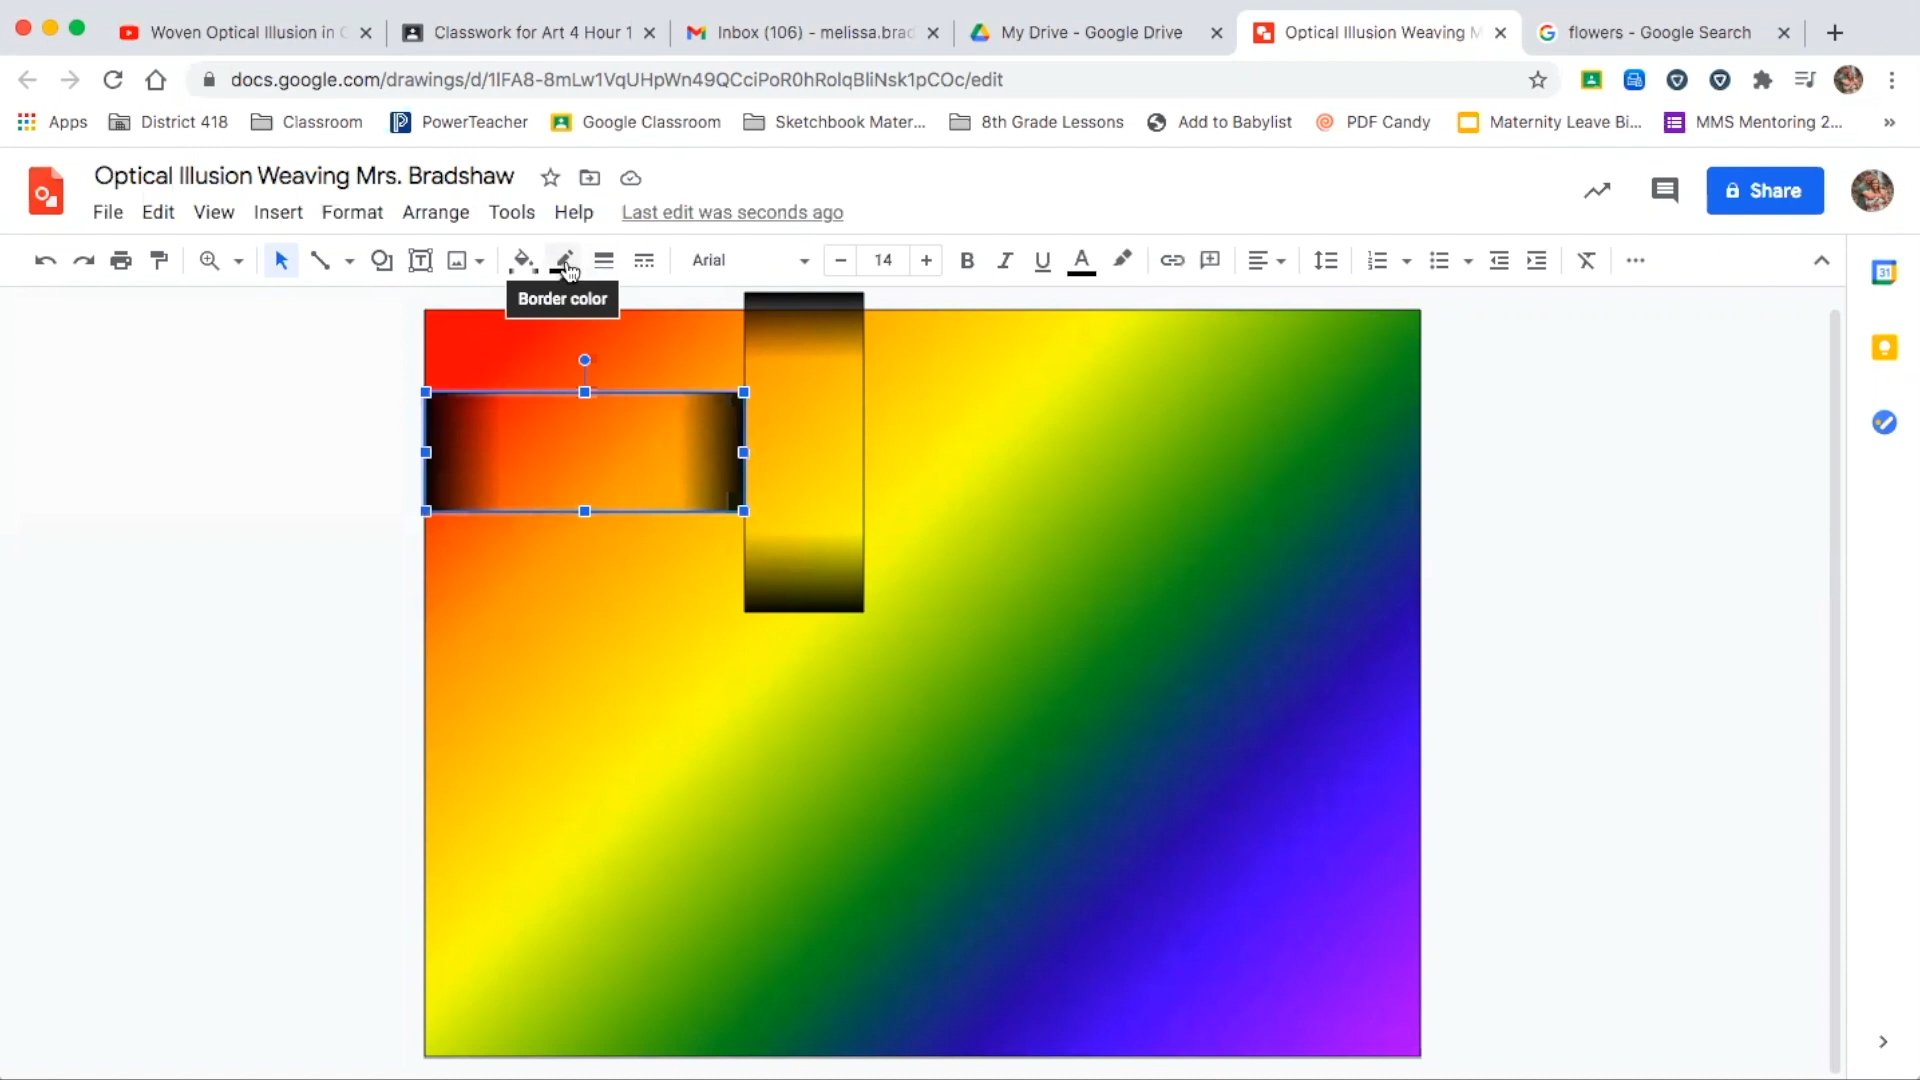 Woven Optical Illusion in
Classwork for Art 4 Hour 1
Inbox (106) - melissa.brad
My Drive - Google Drive
Optical Illusion Weaving M
flowers - Google Search
docs.google.com/drawings/d/1IFA8-8mLw1VqUHpWn49QCciPoR0hRolqBliNsk1pCOc/edit
Apps District 418 Classroom PowerTeacher Google Classroom Sketchbook Mater... 8th Grade Lessons Add to Babylist PDF Candy Maternity Leave Bi... MMS Mentoring 2... »
Optical Illusion Weaving Mrs. Bradshaw
File Edit View Insert Format Arrange Tools Help Last edit was seconds ago
Share
Arial 14
Border color
31